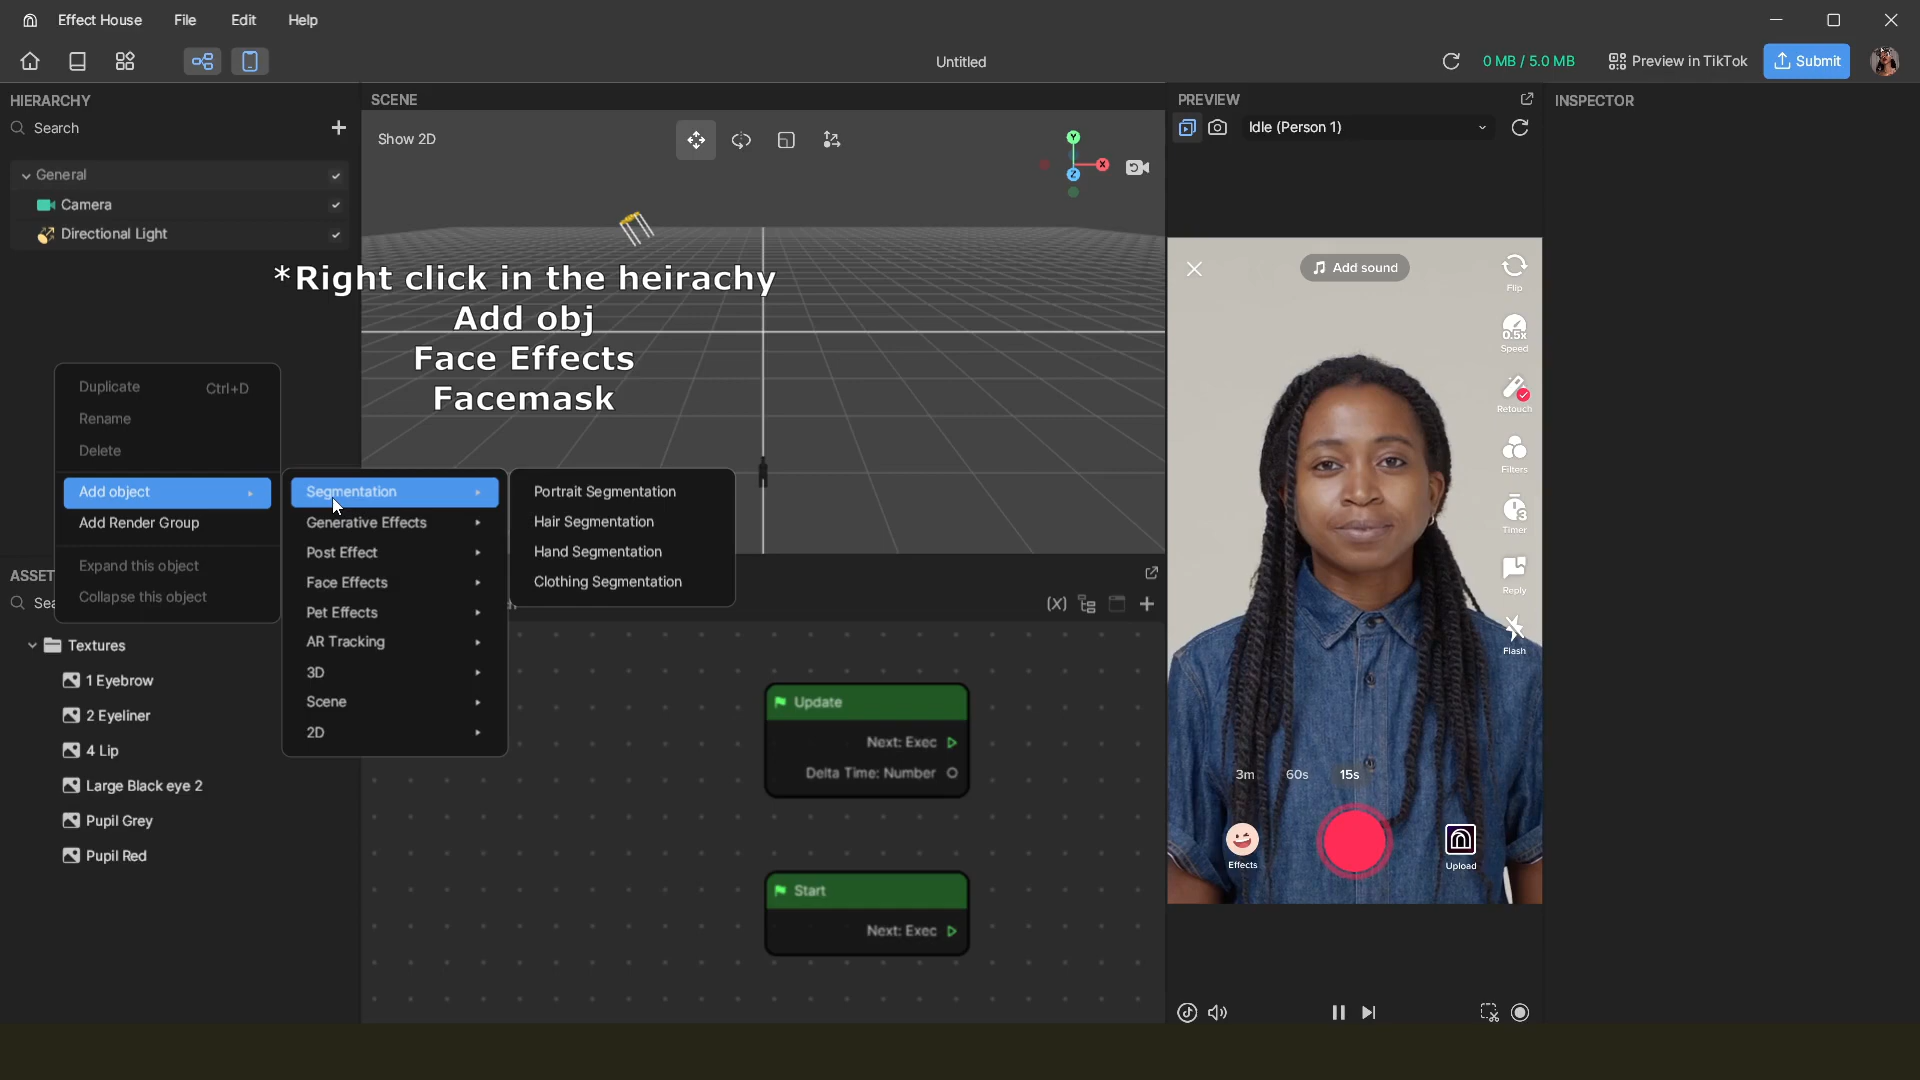 Effect House File Edit Help
Untitled
0 MB / 5.0 MB
Preview in TikTok
Submit
HIERARCHY
Search
General
Camera
Directional Light
SCENE
Show 2D
Y
X
Z
*Right click in the heirachy
Add obj
Face Effects
Facemask
Duplicate Ctrl+D
Rename
Delete
Add object
Add Render Group
Expand this object
Collapse this object
Segmentation
Generative Effects
Post Effect
Face Effects
Pet Effects
AR Tracking
3D
Scene
2D
Portrait Segmentation
Hair Segmentation
Hand Segmentation
Clothing Segmentation
(X)
Textures
1 Eyebrow
2 Eyeliner
4 Lip
Large Black eye 2
Pupil Grey
Pupil Red
Update
Next: Exec
Delta Time: Number
Start
Next: Exec
PREVIEW
Idle (Person 1)
Add sound
Flip
0.5x
Speed
Retouch
Filters
3
Timer
Reply
Flash
3m 60s 15s
Effects
Upload
INSPECTOR